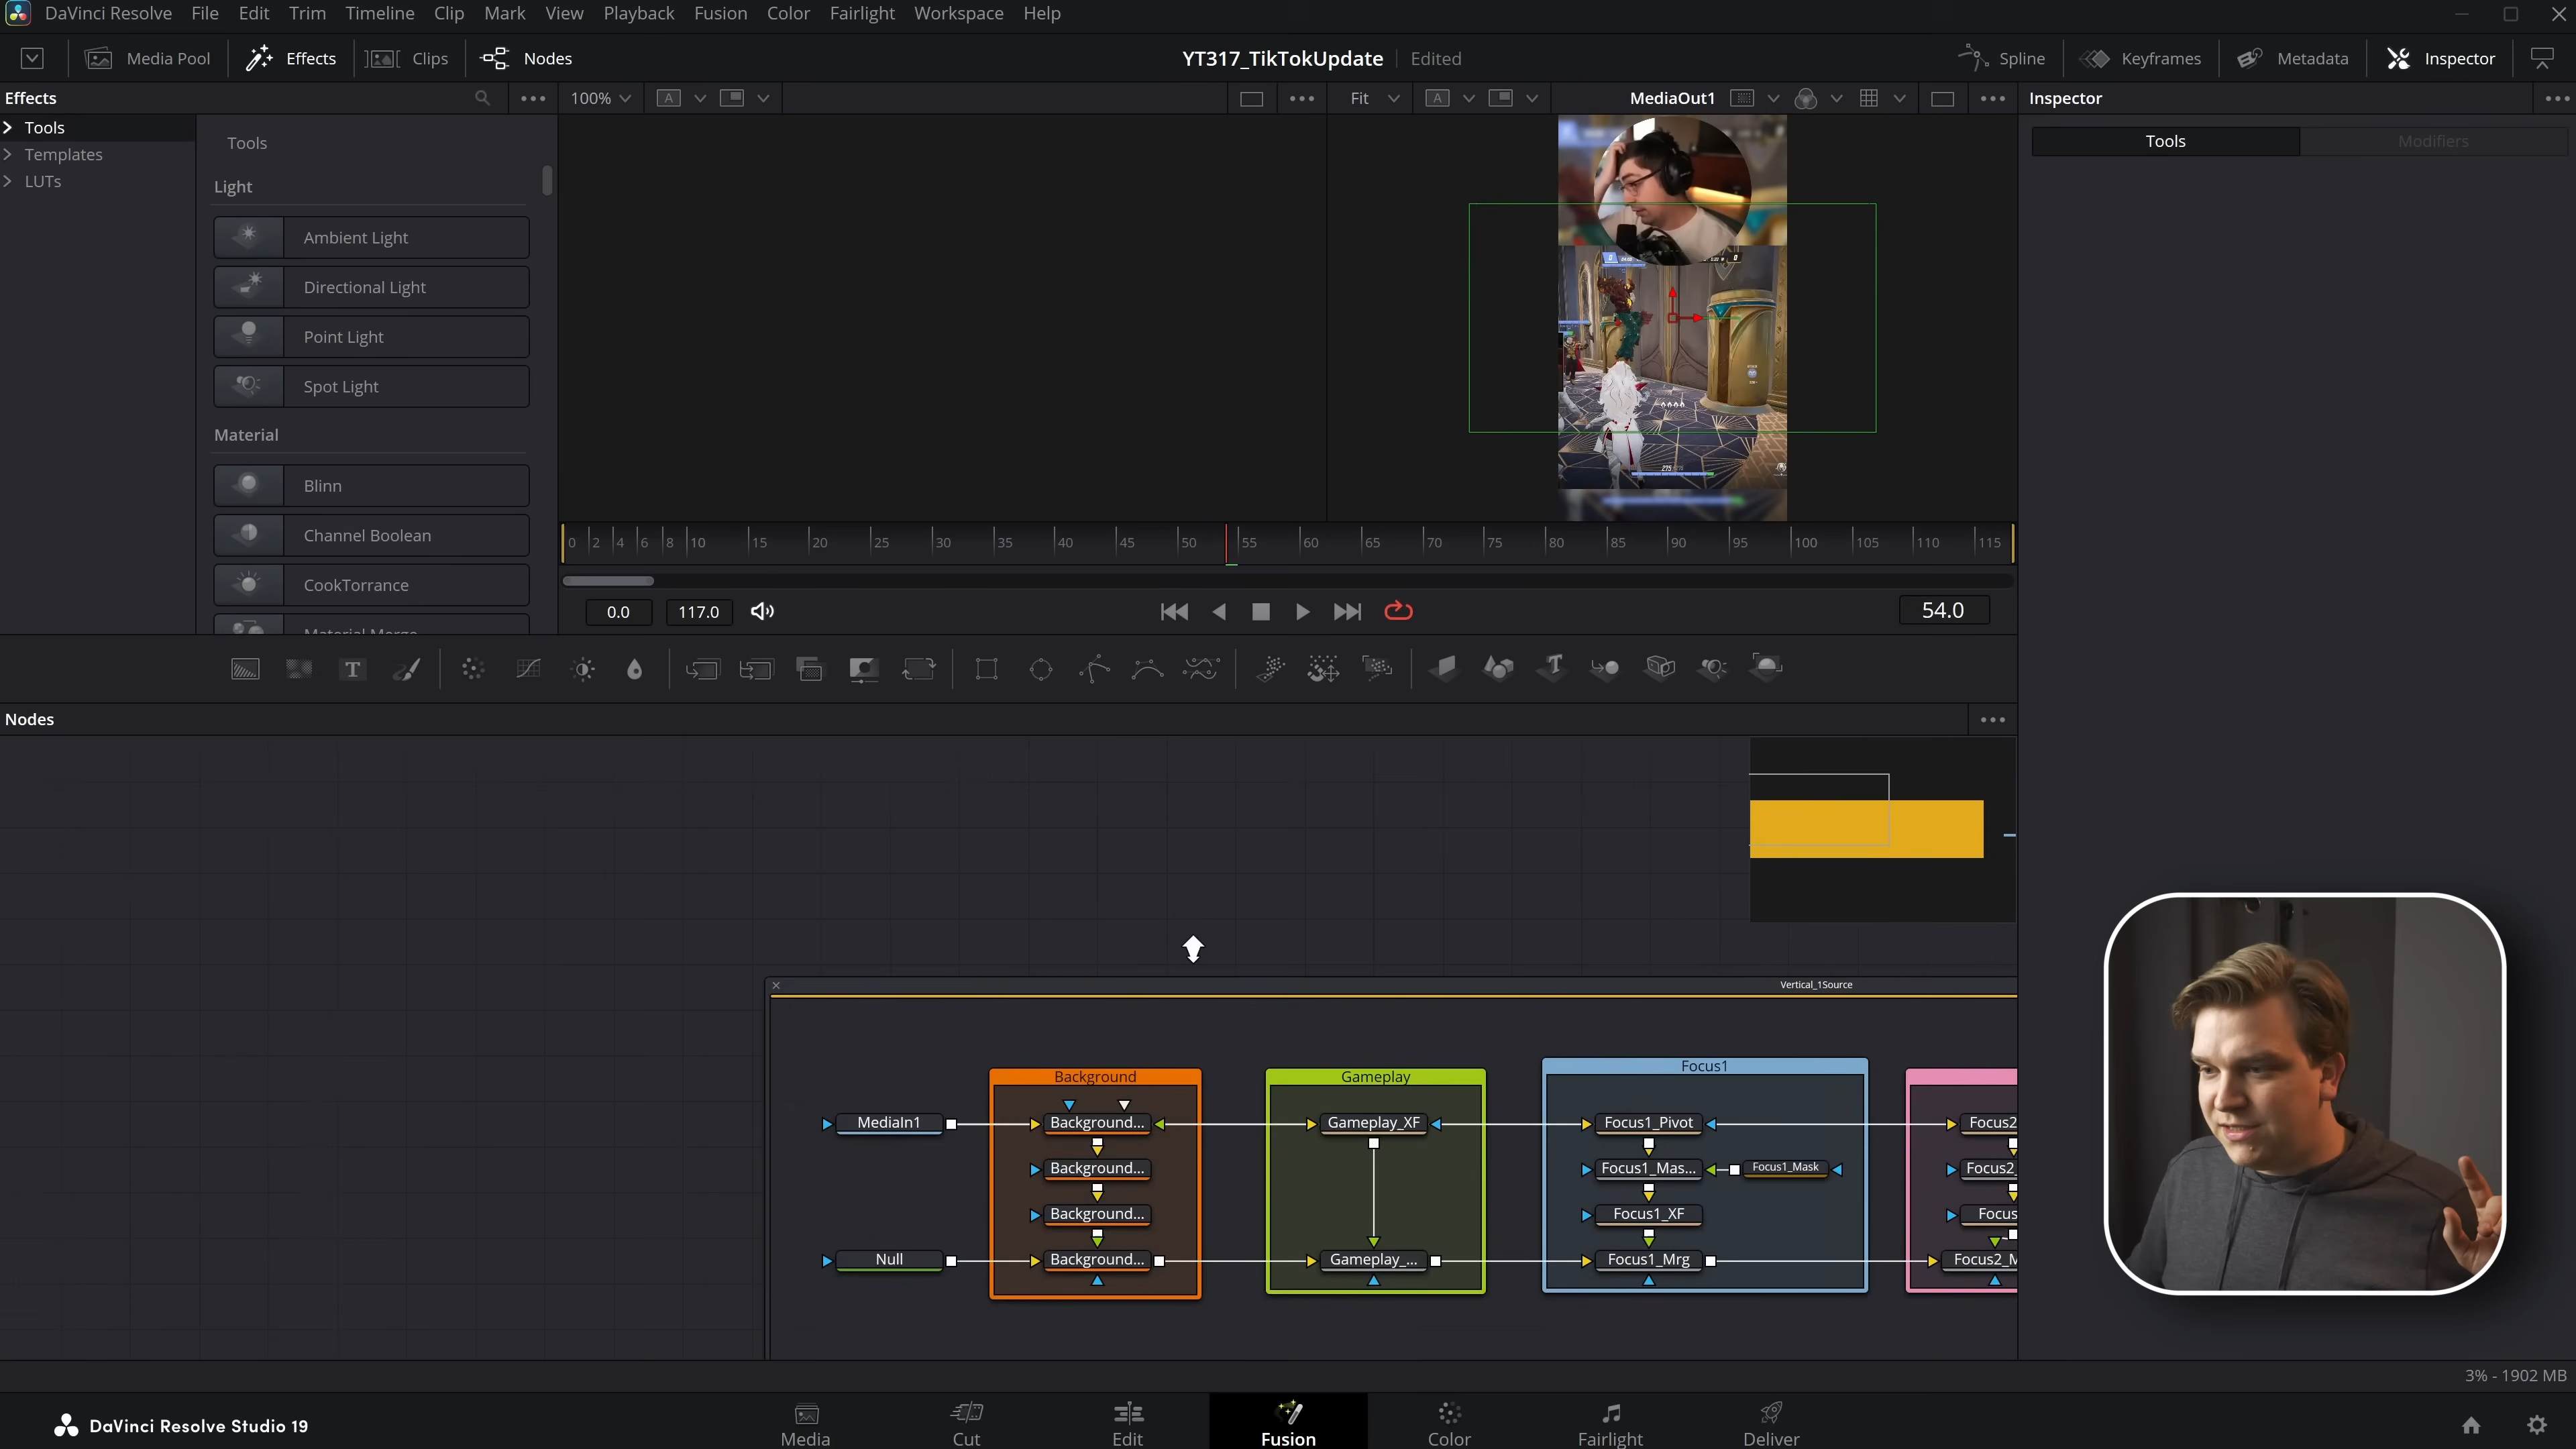 DaVinci Resolve File Edit Trim Timeline Clip Mark View Playback Fusion Color Fairlight Workspace Help
Media Pool Effects Clips Nodes YT317_TikTokUpdate Edited Spline Keyframes Metadata Inspector
Effects 100% A Fit A MediaOut1 Inspector
Tools
Templates
LUTs
Tools
Light
Ambient Light
Directional Light
Point Light
Spot Light
Material
Blinn
Channel Boolean
CookTorrance
Material Merge
Tools Modifiers
275
0 2 4 6 8 10 15 20 25 30 35 40 45 50 55 60 65 70 75 80 85 90 95 100 105 110 115
0.0 117.0 54.0
T T
Nodes
Vertical_1Source
Background Gameplay Focus1
MediaIn1 Background... Gameplay_XF Focus1_Pivot Focus2
Background... Focus1_Mas... Focus1_Mask Focus2_
Background... Focus1_XF Focus
Null Background... Gameplay_... Focus1_Mrg Focus2_M
3% - 1902 MB
DaVinci Resolve Studio 19
Media Cut Edit Fusion Color Fairlight Deliver